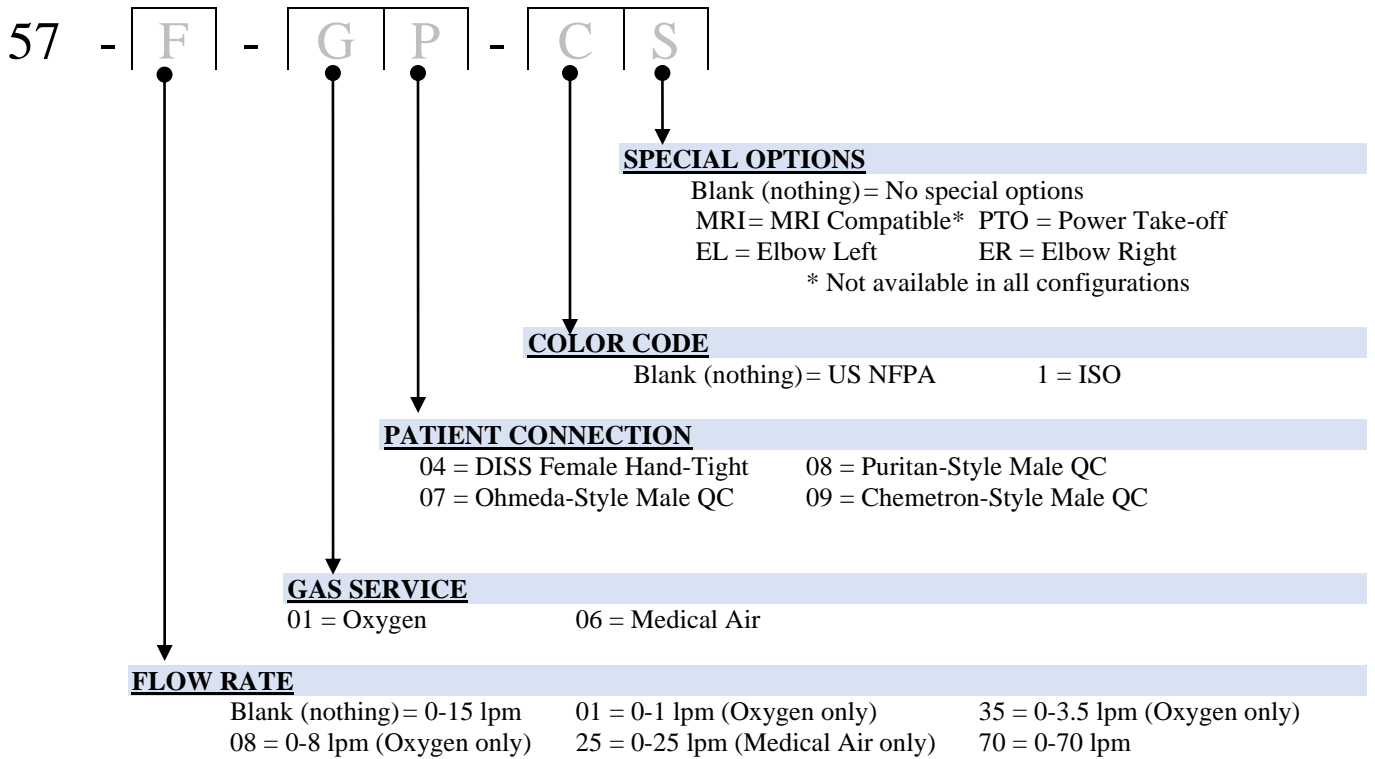 57 - F - G P - C S
SPECIAL OPTIONS
Blank (nothing) = No special options
MRI = MRI Compatible* PTO = Power Take-off
EL = Elbow Left ER = Elbow Right
* Not available in all configurations
COLOR CODE
Blank (nothing) = US NFPA 1 = ISO
PATIENT CONNECTION
04 = DISS Female Hand-Tight 08 = Puritan-Style Male QC
07 = Ohmeda-Style Male QC 09 = Chemetron-Style Male QC
GAS SERVICE
01 = Oxygen 06 = Medical Air
FLOW RATE
Blank (nothing) = 0-15 lpm 01 = 0-1 lpm (Oxygen only) 35 = 0-3.5 lpm (Oxygen only)
08 = 0-8 lpm (Oxygen only) 25 = 0-25 lpm (Medical Air only) 70 = 0-70 lpm